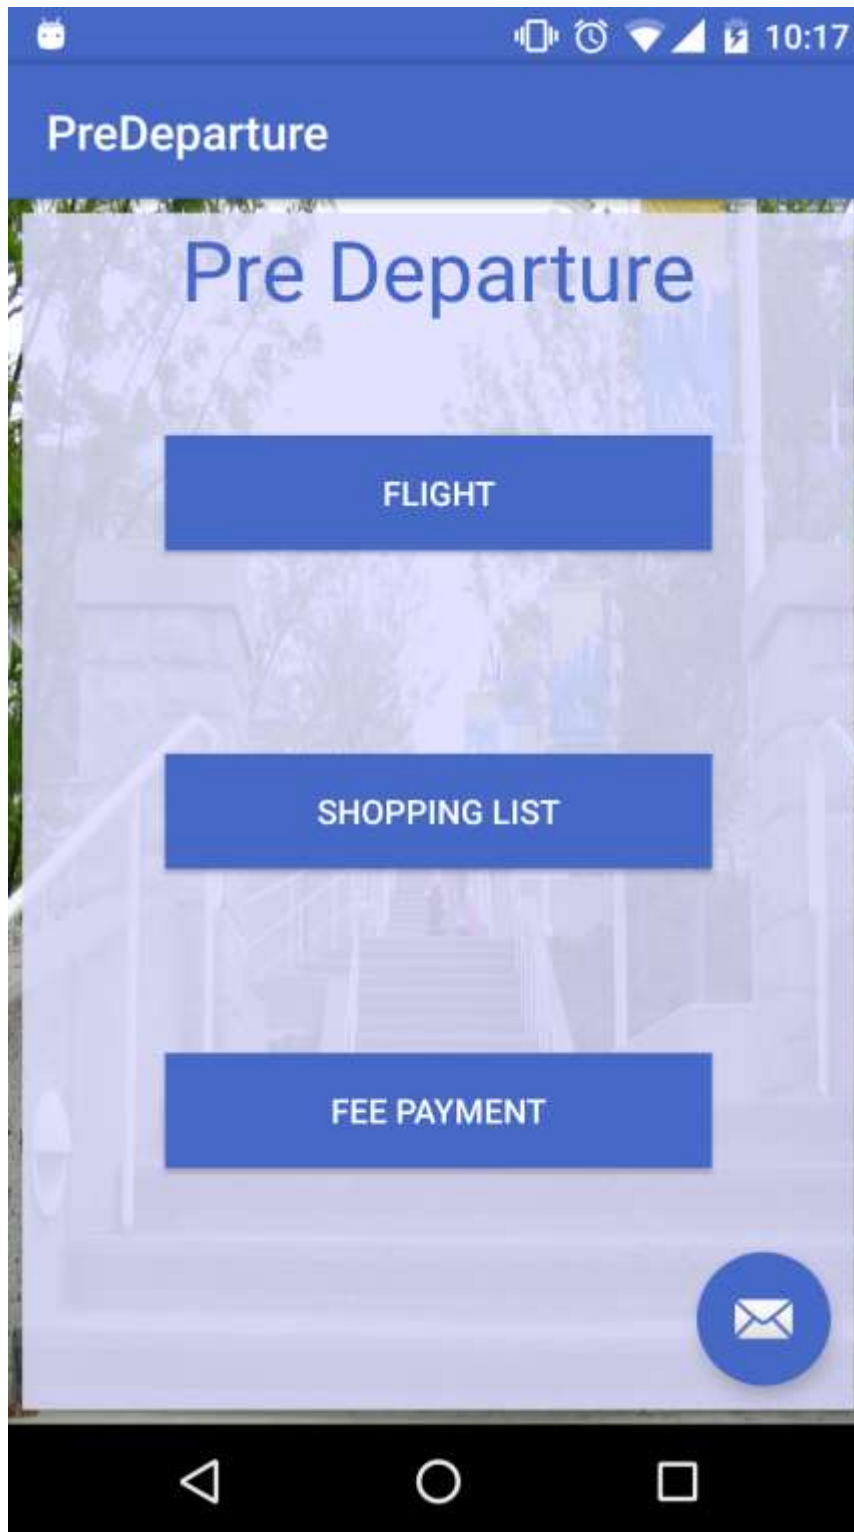 10:17
PreDeparture
Pre Departure
FLIGHT
SHOPPING LIST
FEE PAYMENT